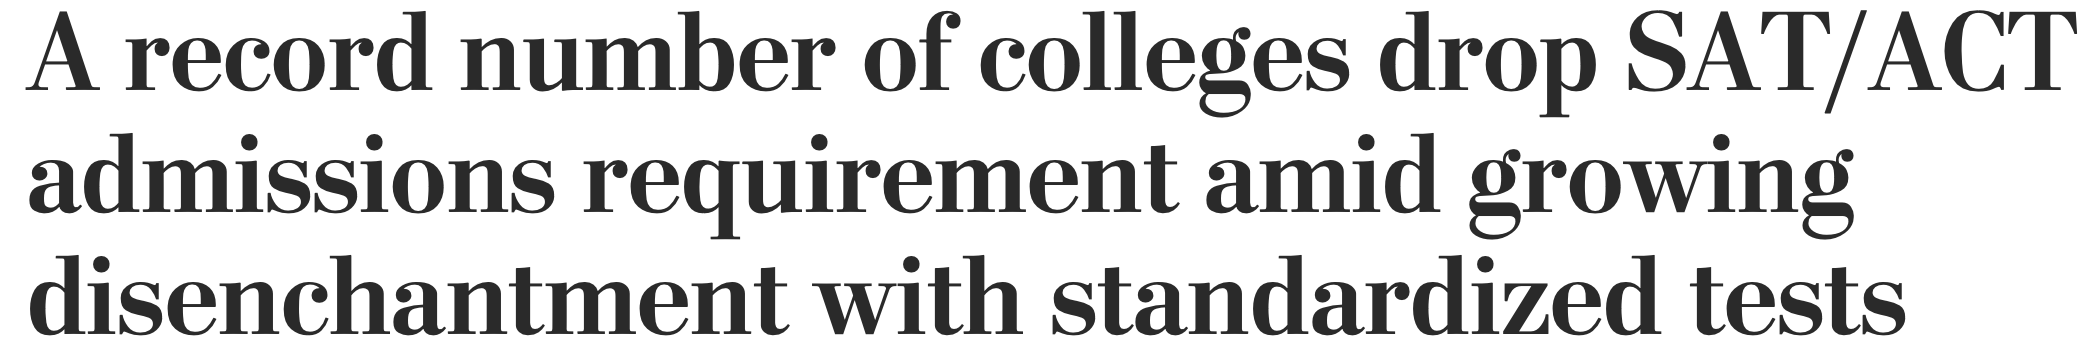 A record number of colleges drop SAT/ACT
admissions requirement amid growing
disenchantment with standardized tests